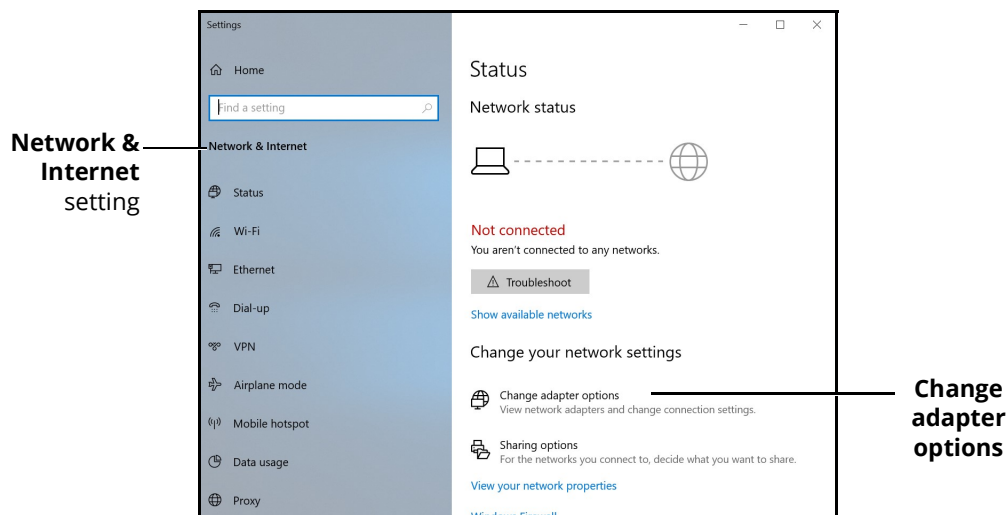 Settings
Home
Find a setting
Network & Internet
Status
Wi-Fi
Ethernet
Dial-up
VPN
Airplane mode
Mobile hotspot
Data usage
Proxy
Status
Network status
Not connected
You aren't connected to any networks.
Troubleshoot
Show available networks
Change your network settings
Change adapter options
View network adapters and change connection settings.
Sharing options
For the networks you connect to, decide what you want to share.
View your network properties
Windows Firewall
Network &
Internet
setting
Change
adapter
options